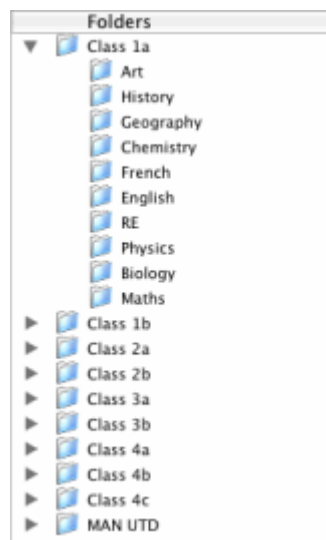 Folders
Class 1a
Art
History
Geography
Chemistry
French
English
RE
Physics
Biology
Maths
Class 1b
Class 2a
Class 2b
Class 3a
Class 3b
Class 4a
Class 4b
Class 4c
MAN UTD